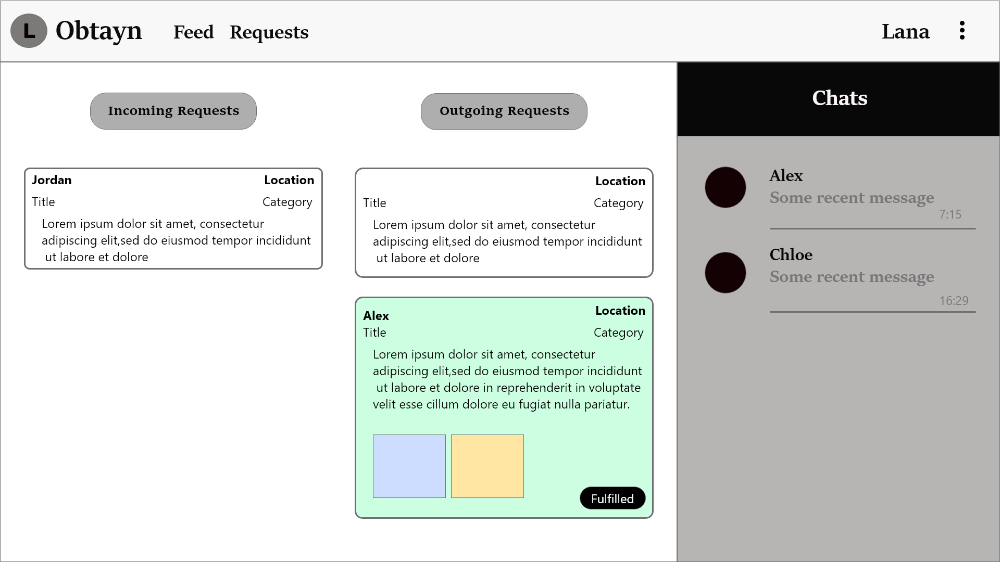 L
Obtayn
Feed
Requests
Lana
Incoming Requests
Jordan
Location
Title
Category
Lorem ipsum dolor sit amet, consectetur
adipiscing elit,sed do eiusmod tempor incididunt
ut labore et dolore
Outgoing Requests
Location
Title
Category
Lorem ipsum dolor sit amet, consectetur
adipiscing elit,sed do eiusmod tempor incididunt
ut labore et dolore
Alex
Location
Title
Category
Lorem ipsum dolor sit amet, consectetur
adipiscing elit,sed do eiusmod tempor incididunt
ut labore et dolore in reprehenderit in voluptate
velit esse cillum dolore eu fugiat nulla pariatur.
Fulfilled
Chats
Alex
Some recent message
7:15
Chloe
Some recent message
16:29